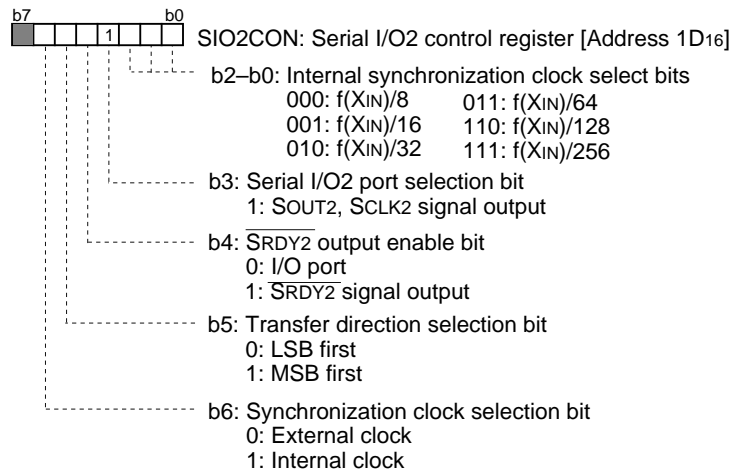 b7 b0
1 SIO2CON: Serial I/O2 control register [Address 1D16]
b2–b0: Internal synchronization clock select bits
000: f(XIN)/8 011: f(XIN)/64
001: f(XIN)/16 110: f(XIN)/128
010: f(XIN)/32 111: f(XIN)/256
b3: Serial I/O2 port selection bit
1: SOUT2, SCLK2 signal output
b4: SRDY2 output enable bit
0: I/O port
1: SRDY2 signal output
b5: Transfer direction selection bit
0: LSB first
1: MSB first
b6: Synchronization clock selection bit
0: External clock
1: Internal clock